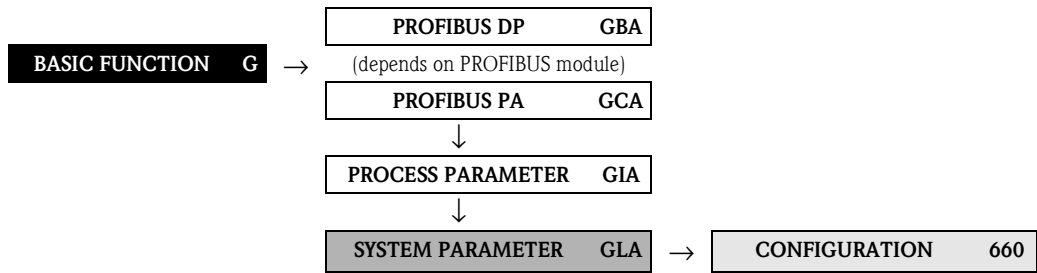 PROFIBUS DP GBA
BASIC FUNCTION G → (depends on PROFIBUS module)
PROFIBUS PA GCA
↓
PROCESS PARAMETER GIA
↓
SYSTEM PARAMETER GLA → CONFIGURATION 660